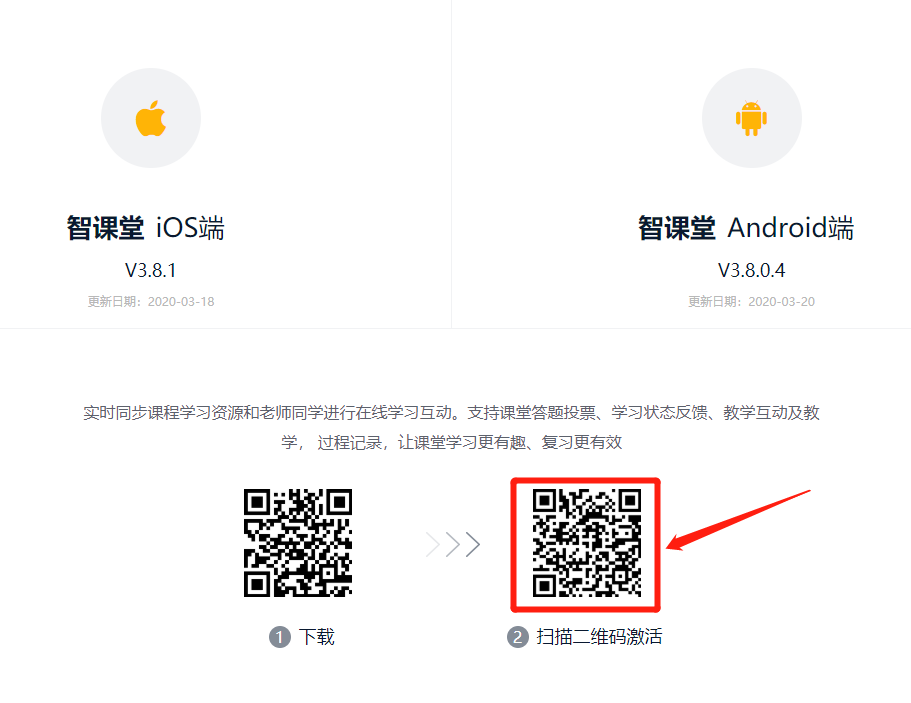 智课堂 iOS端
V3.8.1
更新日期：2020-03-18
智课堂 Android端
V3.8.0.4
更新日期：2020-03-20
实时同步课程学习资源和老师同学进行在线学习互动。支持课堂答题投票、学习状态反馈、教学互动及教
学， 过程记录，让课堂学习更有趣、复习更有效
1 下载
2 扫描二维码激活